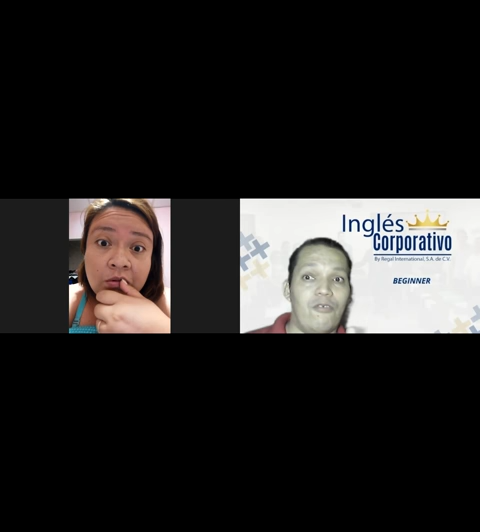 Inglés
Corporativo
By Regal International, S.A. de C.V.
BEGINNER